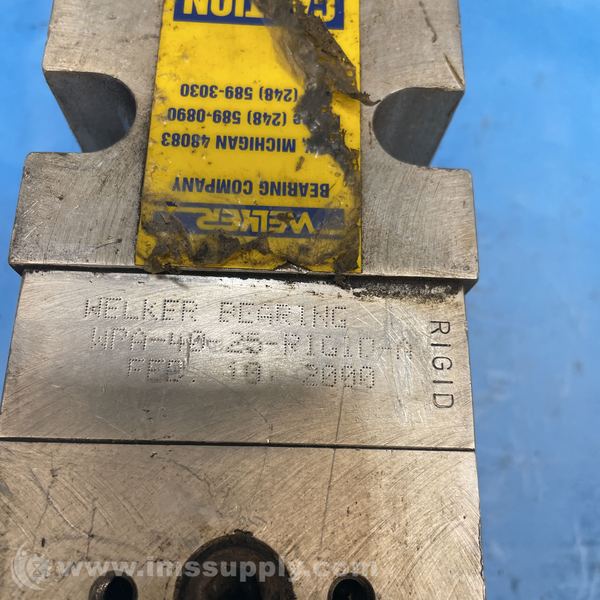 CAUTION
(248) 589-3030
(248) 589-0890
MICHIGAN 48083
BEARING COMPANY
WELKER
WELKER BEARING
WPA-40-25-RIGID-A
FEB. 18, 2000
RIGID
www.imssupply.com